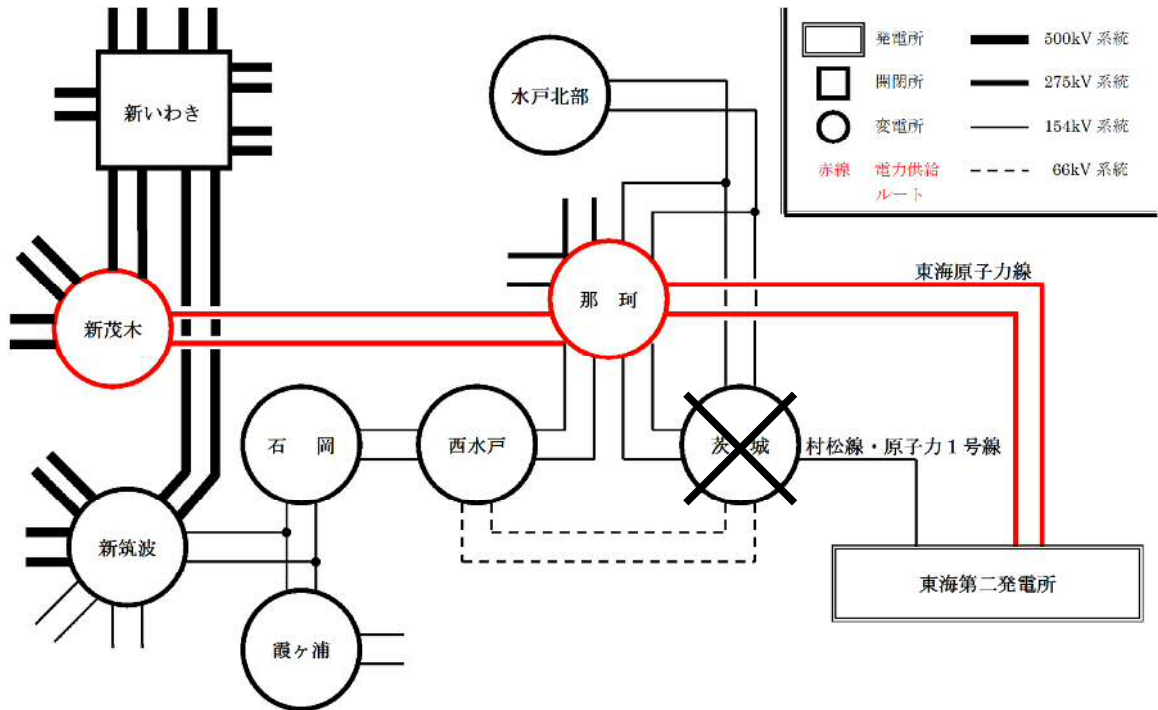 新いわき
水戸北部
発電所
500kV 系統
開閉所
275kV 系統
変電所
154kV 系統
赤線
電力供給
ルート
66kV 系統
東海原子力線
那 珂
新茂木
石 岡
西水戸
茨城
村松線・原子力1号線
新筑波
東海第二発電所
霞ヶ浦